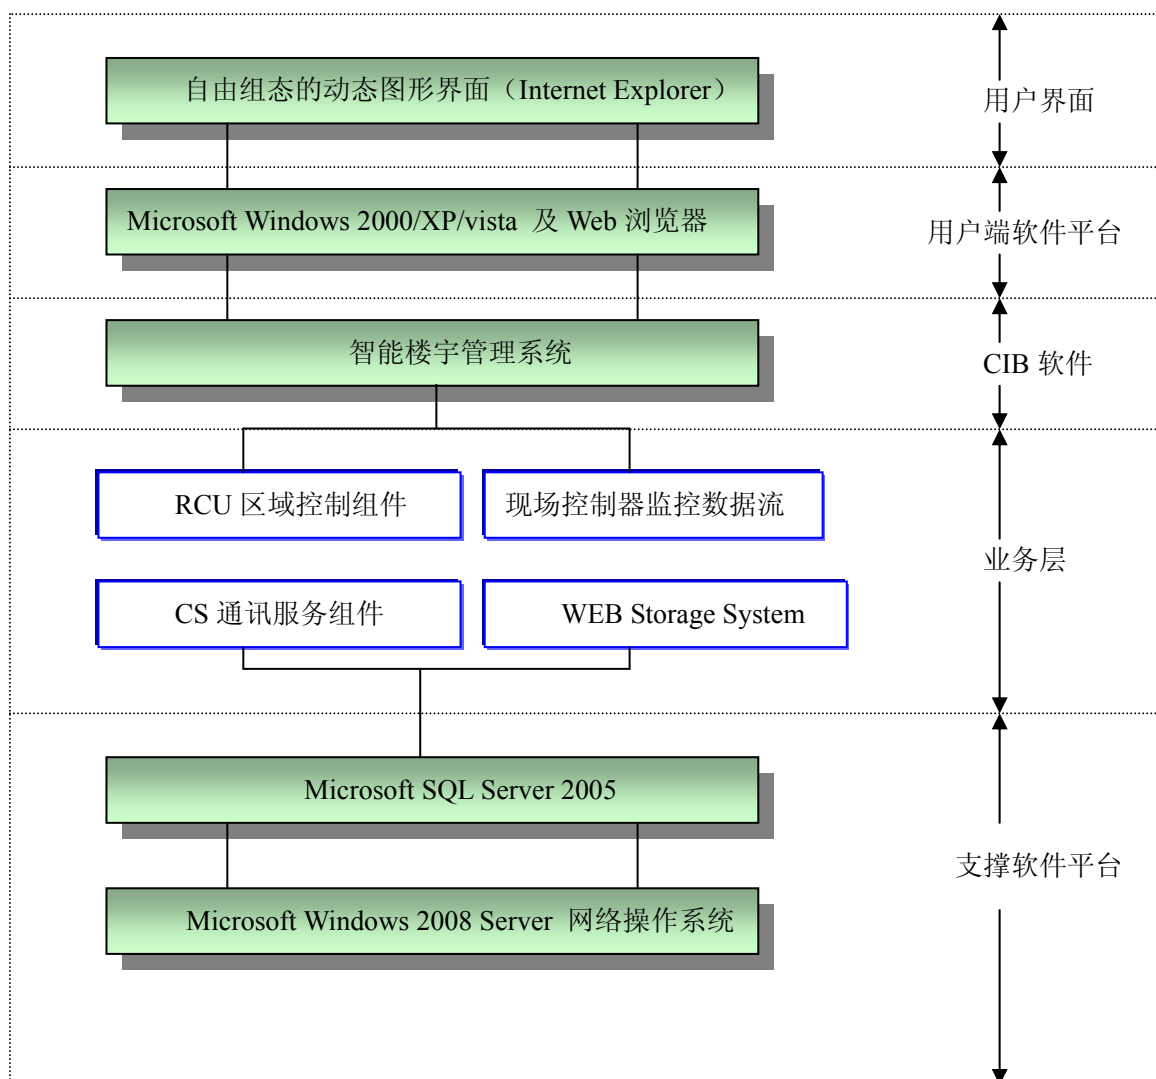 自由组态的动态图形界面（Internet Explorer）
用户界面
Microsoft Windows 2000/XP/vista 及 Web 浏览器
用户端软件平台
智能楼宇管理系统
CIB 软件
RCU 区域控制组件
现场控制器监控数据流
业务层
CS 通讯服务组件
WEB Storage System
Microsoft SQL Server 2005
支撑软件平台
Microsoft Windows 2008 Server 网络操作系统